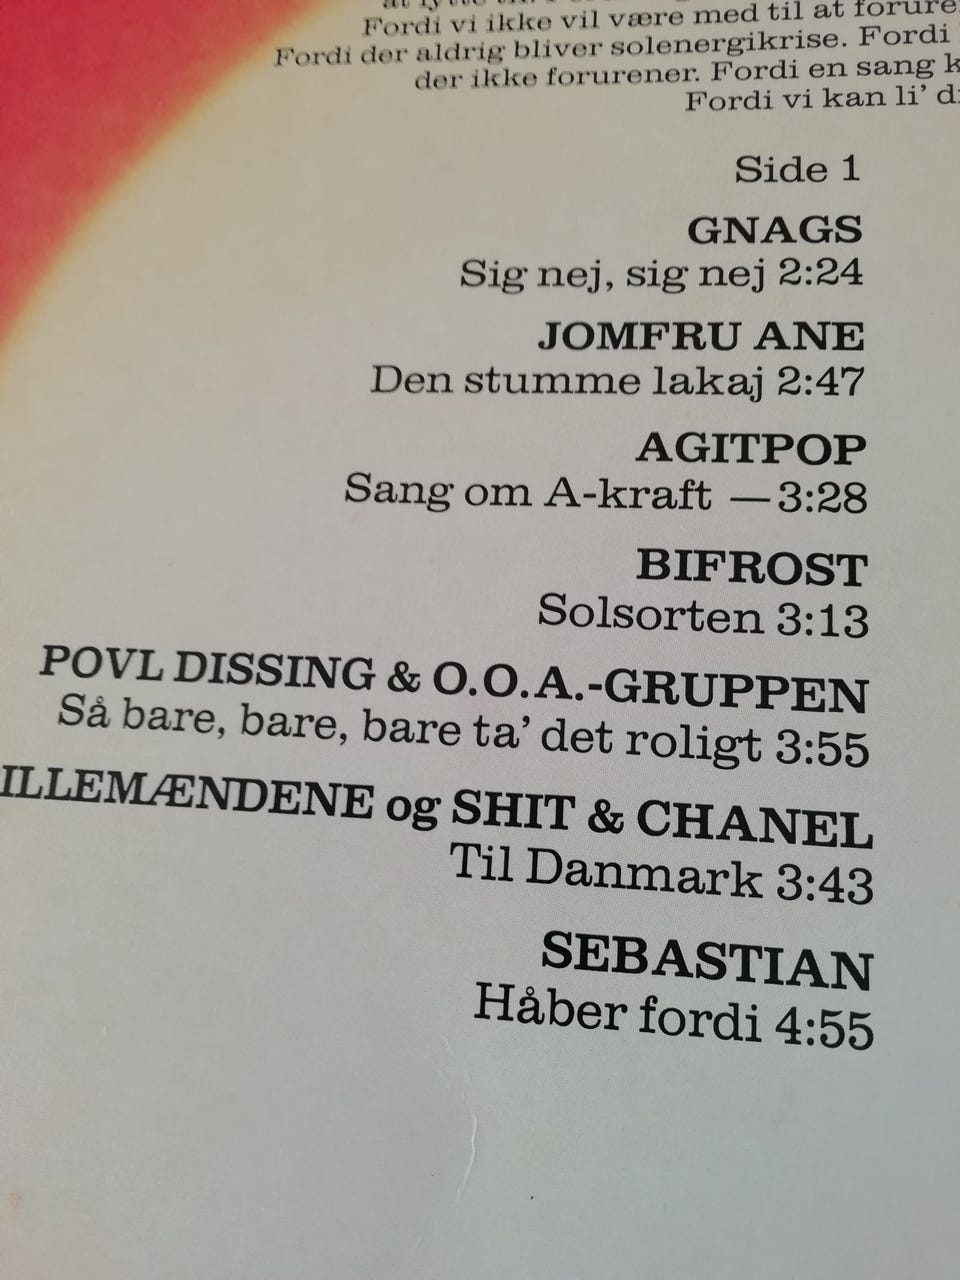 Fordi vi ikke vil være med til at
Fordi der aldrig bliver solenergikrise. Fordi
der ikke forurener. Fordi en sang
Fordi vi kan li'
Side 1
GNAGS
Sig nej, sig nej 2:24
JOMFRU ANE
Den stumme lakaj 2:47
AGITPOP
Sang om A-kraft — 3:28
BIFROST
Solsorten 3:13
POVL DISSING & O.O.A.-GRUPPEN
Så bare, bare, bare ta' det roligt 3:55
ILLEMÆNDENE og SHIT & CHANEL
Til Danmark 3:43
SEBASTIAN
Håber fordi 4:55